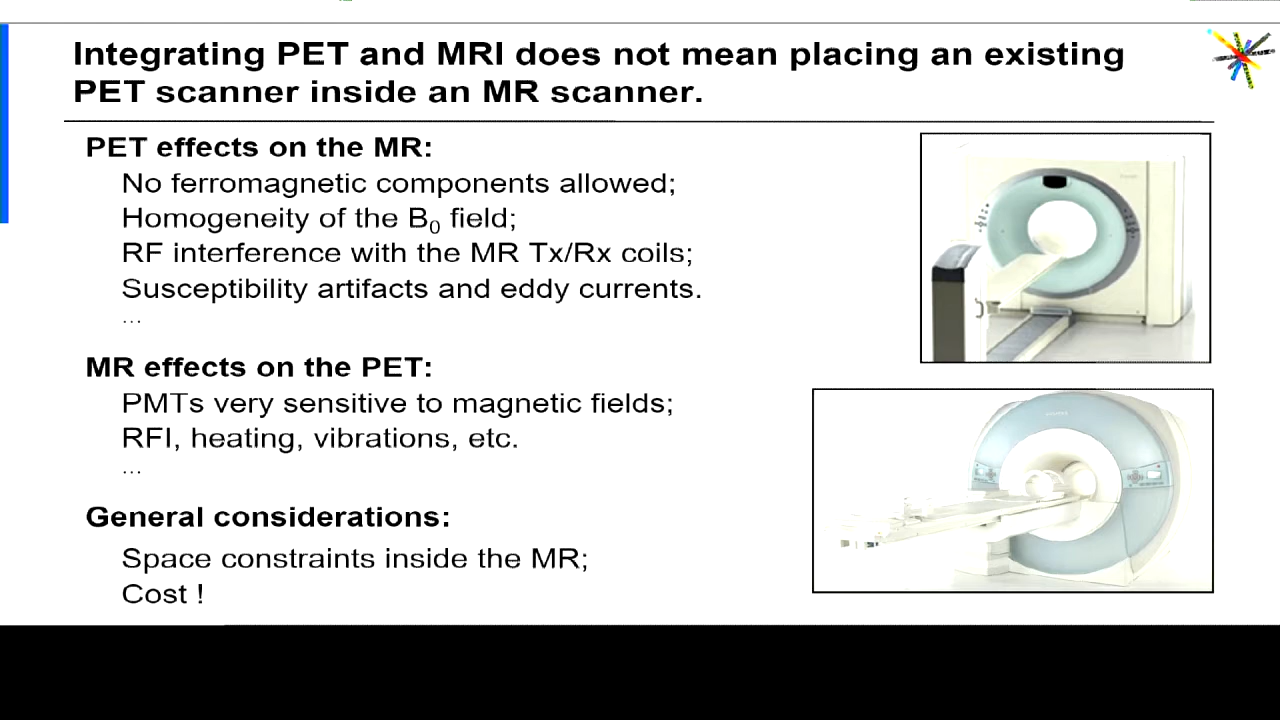 Integrating PET and MRI does not mean placing an existing
PET scanner inside an MR scanner.
PET effects on the MR:
No ferromagnetic components allowed;
Homogeneity of the B₀ field;
RF interference with the MR Tx/Rx coils;
Susceptibility artifacts and eddy currents.
...
MR effects on the PET:
PMTs very sensitive to magnetic fields;
RFI, heating, vibrations, etc.
...
General considerations:
Space constraints inside the MR;
Cost !